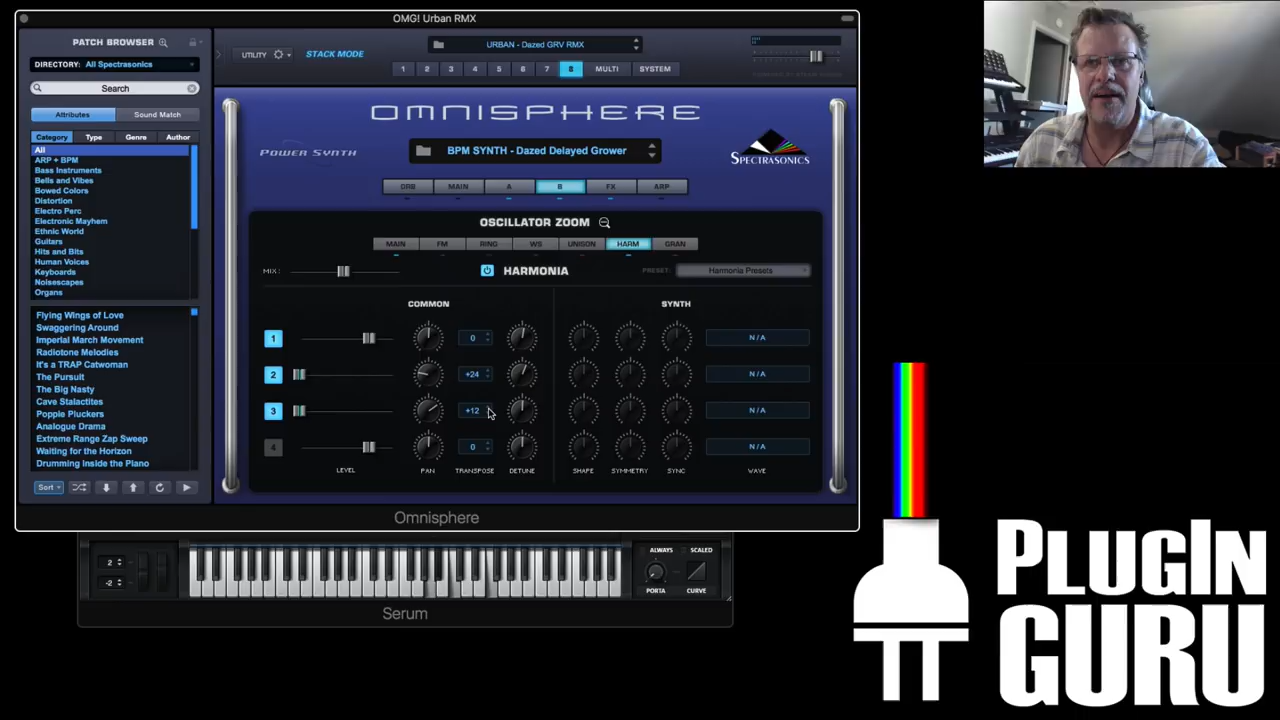 OMG! Urban RMX
PATCH BROWSER
DIRECTORY: All Spectrasonics
Search
Attributes
Sound Match
Category
Type
Genre
Author
All
ARP + BPM
Bass Instruments
Bells and Vibes
Bowed Colors
Distortion
Electro Perc
Electronic Mayhem
Ethnic World
Guitars
Hits and Bits
Human Voices
Keyboards
Noisescapes
Organs
Flying Wings of Love
Swaggering Around
Imperial March Movement
Radiotone Melodies
It's a TRAP Catwoman
The Pursuit
The Big Nasty
Cave Stalactites
Popple Pluckers
Analogue Drama
Extreme Range Zap Sweep
Waiting for the Horizon
Drumming Inside the Piano
Sort
UTILITY
STACK MODE
URBAN - Dazed GRV RMX
1 2 3 4 5 6 7 8 MULTI SYSTEM
OMNISPHERE
POWER SYNTH
BPM SYNTH - Dazed Delayed Grower
SPECTRASONICS
ORB MAIN A B FX ARP
OSCILLATOR ZOOM
MAIN FM RING WS UNISON HARM GRAN
MIX:
HARMONIA
PRESET:
Harmonia Presets
COMMON
SYNTH
1 0 N/A
2 +24 N/A
3 +12 N/A
4 0 N/A
LEVEL PAN TRANSPOSE DETUNE SHAPE SYMMETRY SYNC WAVE
Omnisphere
2
-2
ALWAYS SCALED
PORTA CURVE
Serum
PLUGIN
GURU